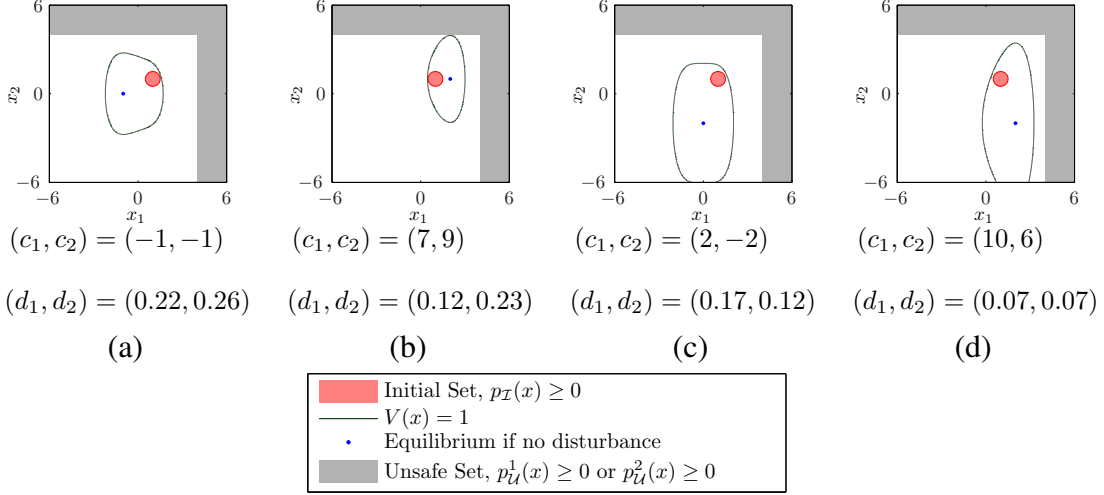 6
0
−6
x₂
−6 0 6
x₁
(c₁, c₂) = (−1, −1)
(d₁, d₂) = (0.22, 0.26)
(a)
6
0
−6
x₂
−6 0 6
x₁
(c₁, c₂) = (7, 9)
(d₁, d₂) = (0.12, 0.23)
(b)
6
0
−6
x₂
−6 0 6
x₁
(c₁, c₂) = (2, −2)
(d₁, d₂) = (0.17, 0.12)
(c)
6
0
−6
x₂
−6 0 6
x₁
(c₁, c₂) = (10, 6)
(d₁, d₂) = (0.07, 0.07)
(d)
Initial Set, p_ℐ(x) ≥ 0
V(x) = 1
Equilibrium if no disturbance
Unsafe Set, p¹_𝒰(x) ≥ 0 or p²_𝒰(x) ≥ 0